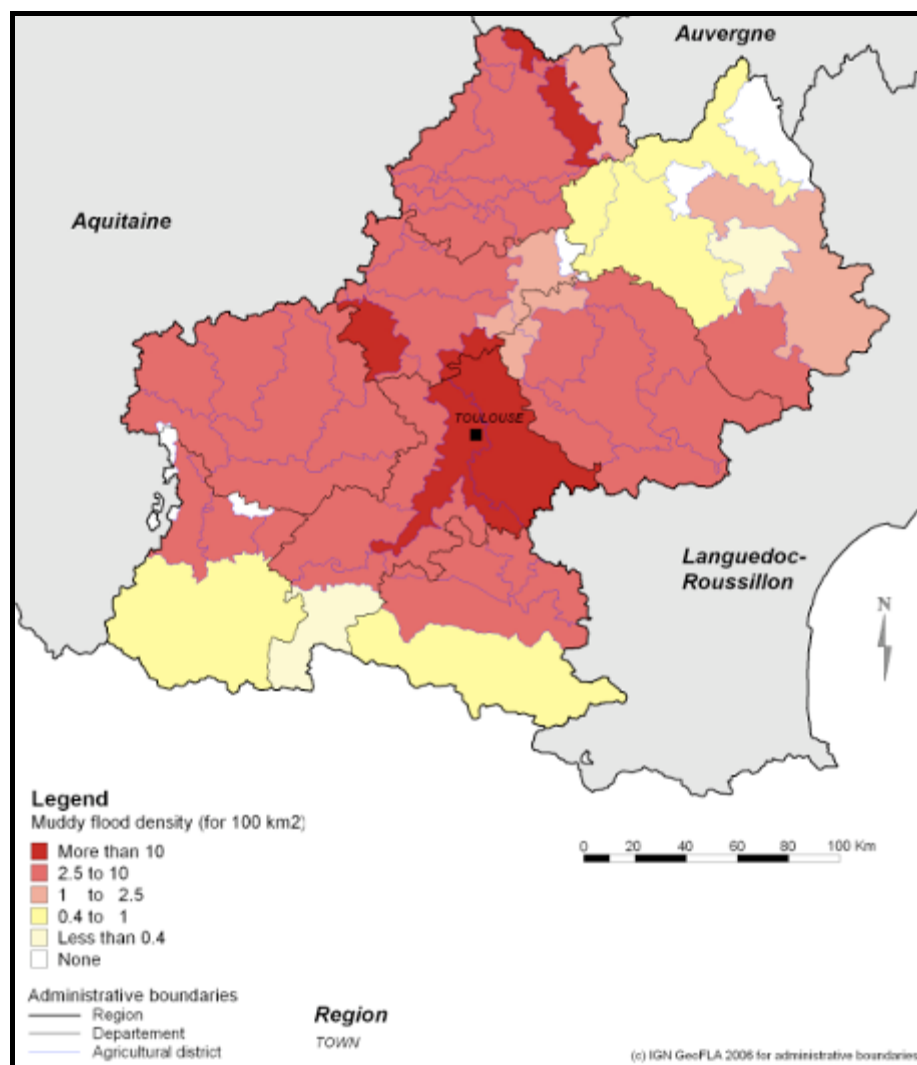 Auvergne
Aquitaine
TOULOUSE
Languedoc-
Roussillon
N
Legend
Muddy flood density (for 100 km2)
More than 10
2.5 to 10
1 to 2.5
0.4 to 1
Less than 0.4
None
0 20 40 60 80 100 Km
Administrative boundaries
Region
Departement
Agricultural district
Region
TOWN
(c) IGN GeoFLA 2006 for administrative boundaries